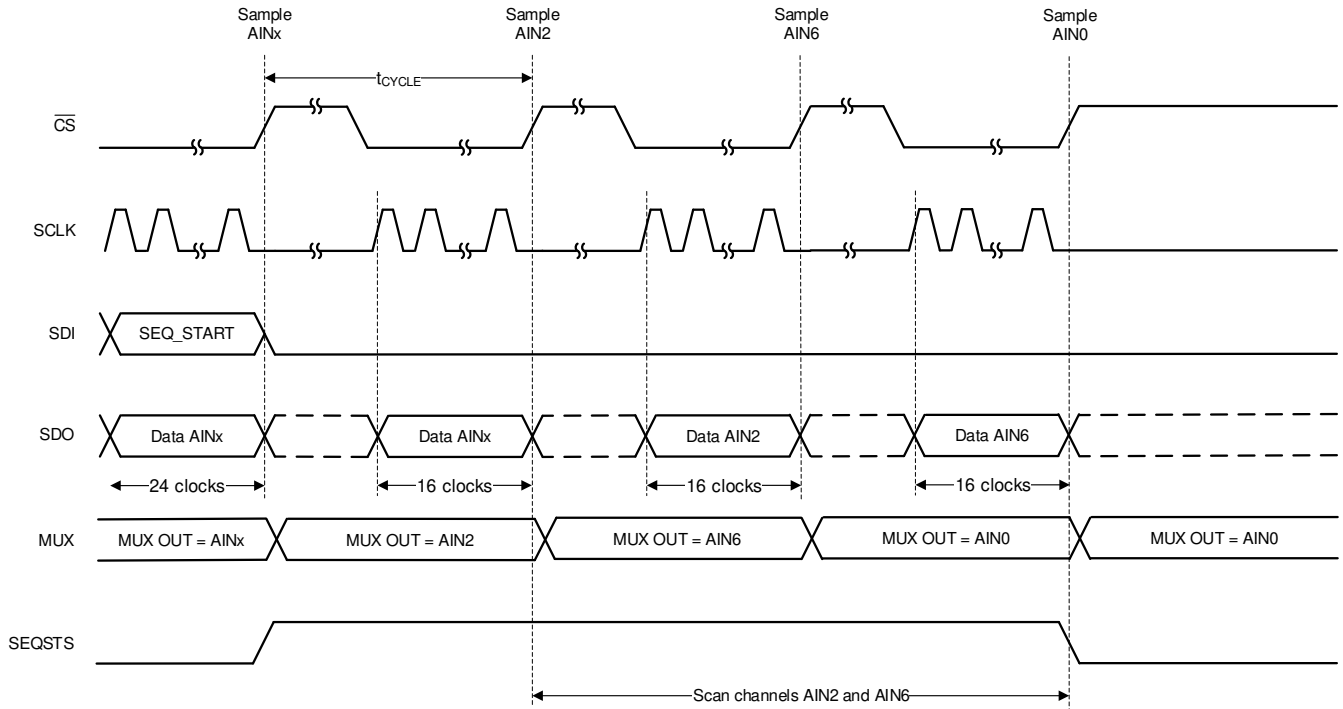 Sample
AINx
Sample
AIN2
Sample
AIN6
Sample
AIN0
tCYCLE
CS
SCLK
SDI
SEQ_START
SDO
Data AINx
Data AINx
Data AIN2
Data AIN6
24 clocks
16 clocks
16 clocks
16 clocks
MUX
MUX OUT = AINx
MUX OUT = AIN2
MUX OUT = AIN6
MUX OUT = AIN0
MUX OUT = AIN0
SEQSTS
Scan channels AIN2 and AIN6